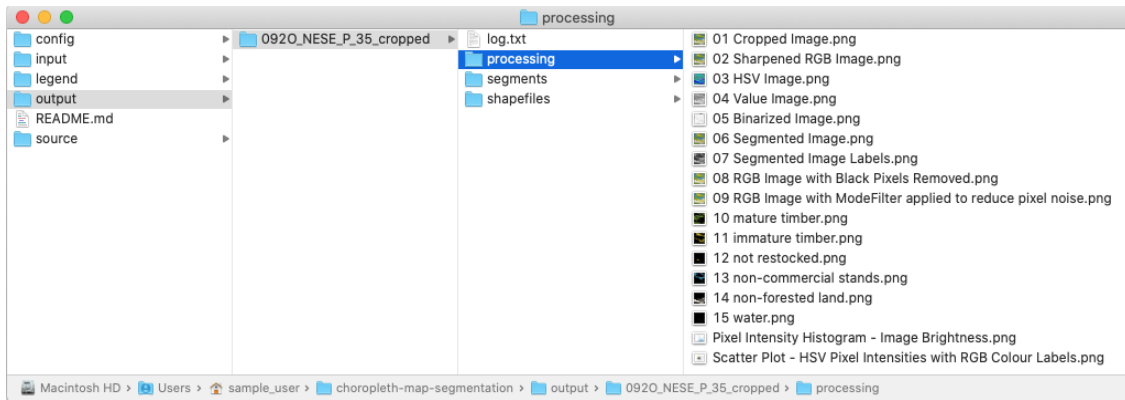 processing
config
input
legend
output
README.md
source
092O_NESE_P_35_cropped
log.txt
processing
segments
shapefiles
01 Cropped Image.png
02 Sharpened RGB Image.png
03 HSV Image.png
04 Value Image.png
05 Binarized Image.png
06 Segmented Image.png
07 Segmented Image Labels.png
08 RGB Image with Black Pixels Removed.png
09 RGB Image with ModeFilter applied to reduce pixel noise.png
10 mature timber.png
11 immature timber.png
12 not restocked.png
13 non-commercial stands.png
14 non-forested land.png
15 water.png
Pixel Intensity Histogram - Image Brightness.png
Scatter Plot - HSV Pixel Intensities with RGB Colour Labels.png
Macintosh HD › Users › sample_user › choropleth-map-segmentation › output › 092O_NESE_P_35_cropped › processing